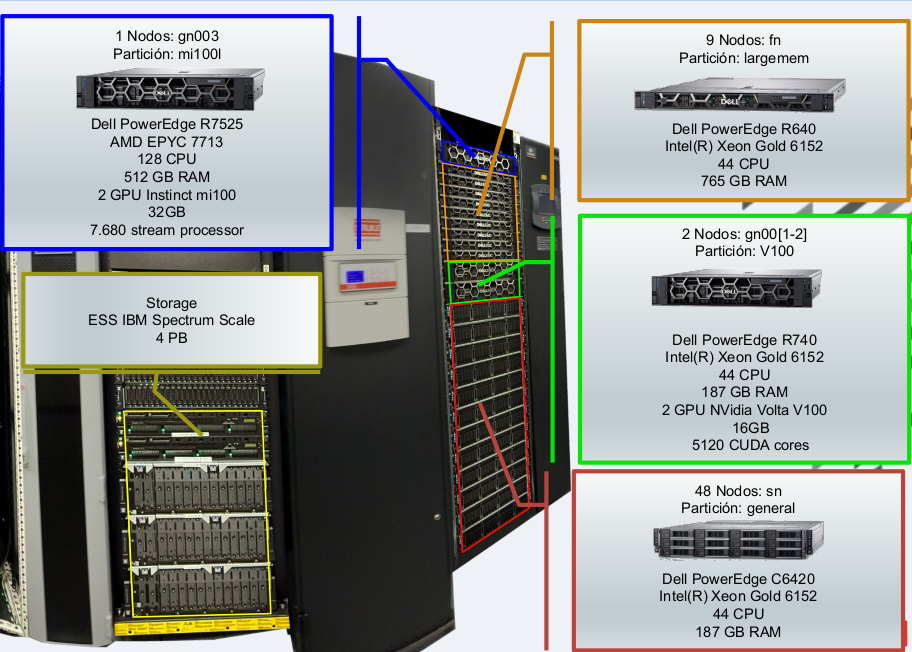 1 Nodos: gn003
Partición: mi100l
DELL
Dell PowerEdge R7525
AMD EPYC 7713
128 CPU
512 GB RAM
2 GPU Instinct mi100
32GB
7.680 stream processor
Storage
ESS IBM Spectrum Scale
4 PB
9 Nodos: fn
Partición: largemem
DELL
Dell PowerEdge R640
Intel(R) Xeon Gold 6152
44 CPU
765 GB RAM
2 Nodos: gn00[1-2]
Partición: V100
DELL
Dell PowerEdge R740
Intel(R) Xeon Gold 6152
44 CPU
187 GB RAM
2 GPU NVidia Volta V100
16GB
5120 CUDA cores
48 Nodos: sn
Partición: general
Dell PowerEdge C6420
Intel(R) Xeon Gold 6152
44 CPU
187 GB RAM